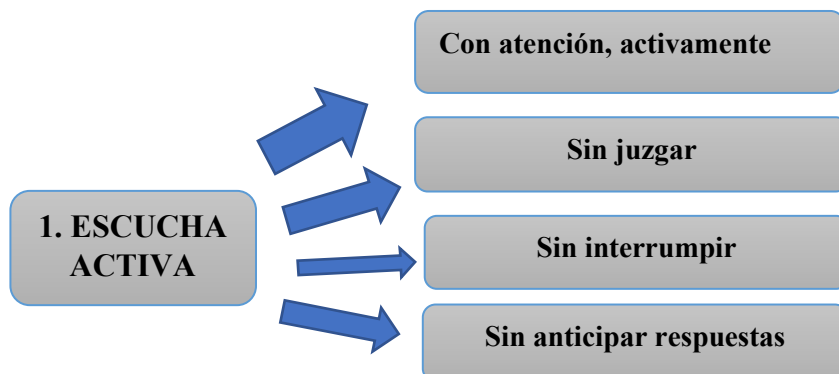 1. ESCUCHA
ACTIVA
Con atención, activamente
Sin juzgar
Sin interrumpir
Sin anticipar respuestas